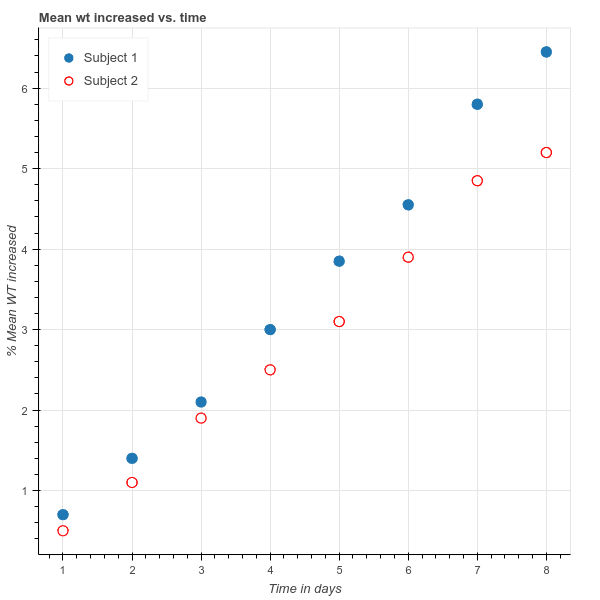 Mean wt increased vs. time
Subject 1
Subject 2
% Mean WT increased
6
5
4
3
2
1
1 2 3 4 5 6 7 8
Time in days